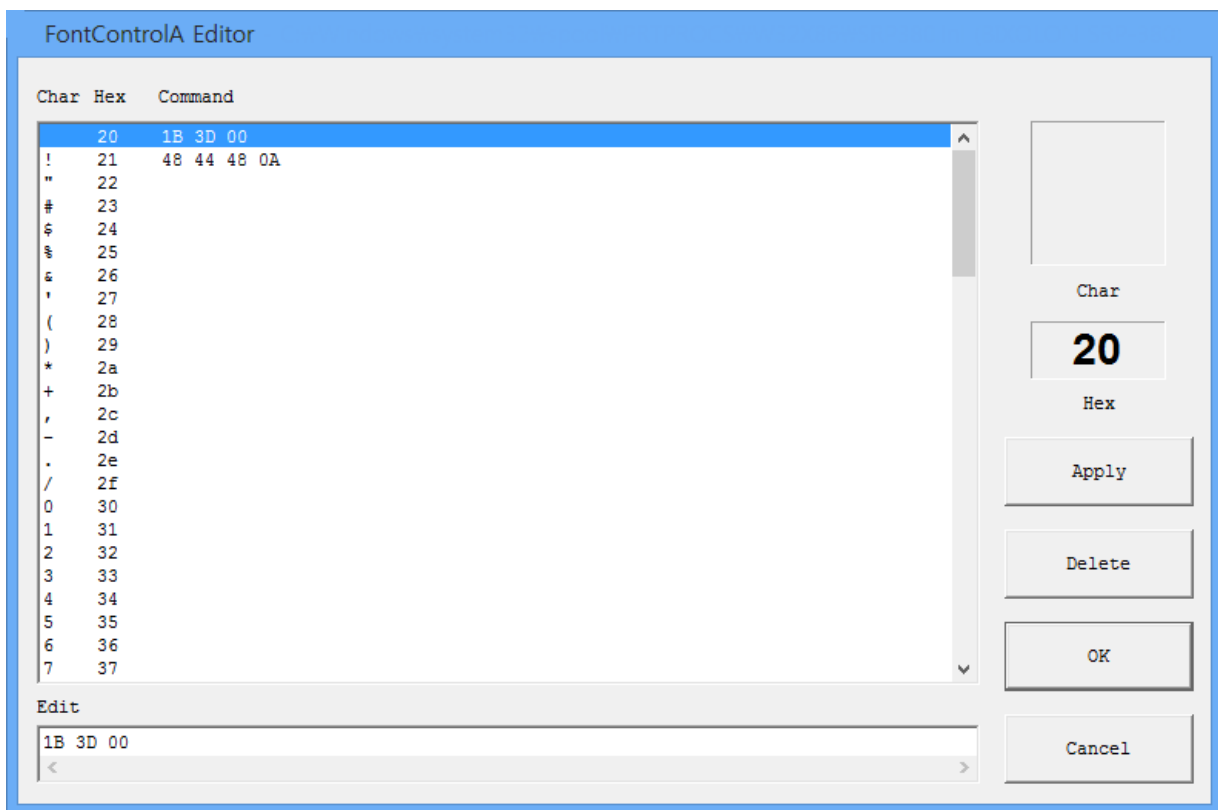 FontControlA Editor
Char Hex Command
20 1B 3D 00
! 21 48 44 48 0A
" 22
# 23
$ 24
% 25
& 26
' 27
( 28
) 29
* 2a
+ 2b
, 2c
- 2d
. 2e
/ 2f
0 30
1 31
2 32
3 33
4 34
5 35
6 36
7 37
Char
20
Hex
Apply
Delete
OK
Cancel
Edit
1B 3D 00